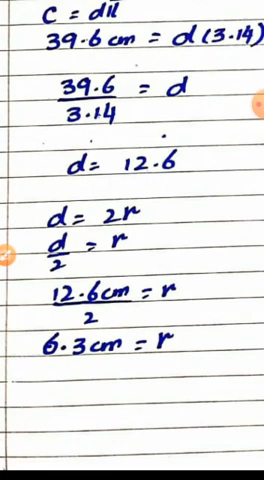 C = dπ
39.6 cm = d (3.14)
39.6
3.14
= d
d = 12.6
d = 2r
d
2
= r
12.6cm
2
= r
6.3 cm = r